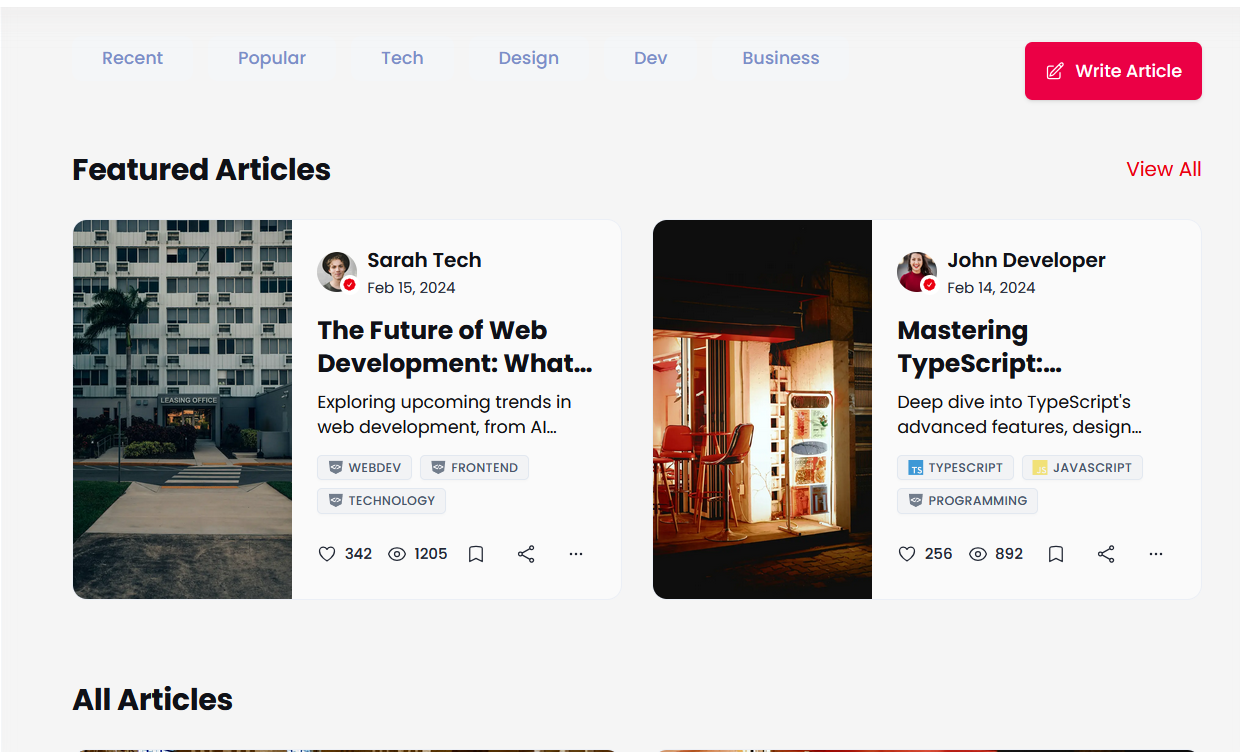 Recent Popular Tech Design Dev Business
Write Article
Featured Articles
View All
LEASING OFFICE
Sarah Tech
Feb 15, 2024
The Future of Web
Development: What...
Exploring upcoming trends in
web development, from AI...
WEBDEV FRONTEND
TECHNOLOGY
342 1205
John Developer
Feb 14, 2024
Mastering
TypeScript:...
Deep dive into TypeScript's
advanced features, design...
TS TYPESCRIPT JS JAVASCRIPT
PROGRAMMING
256 892
All Articles